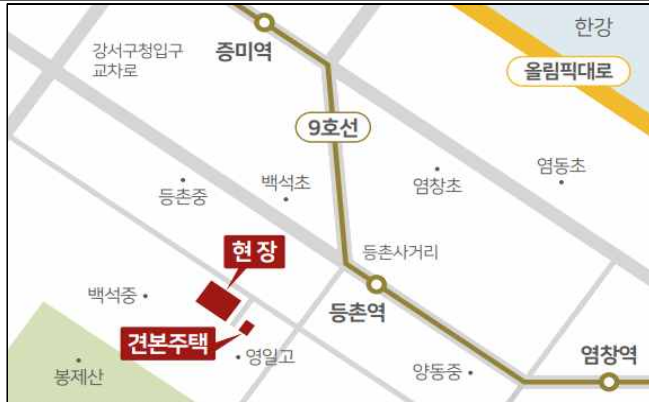 한강
강서구청입구
교차로
증미역
올림픽대로
9호선
염동초
백석초
염창초
등촌중
현장
등촌사거리
백석중
등촌역
견본주택
영일고
염창역
양동중
봉제산